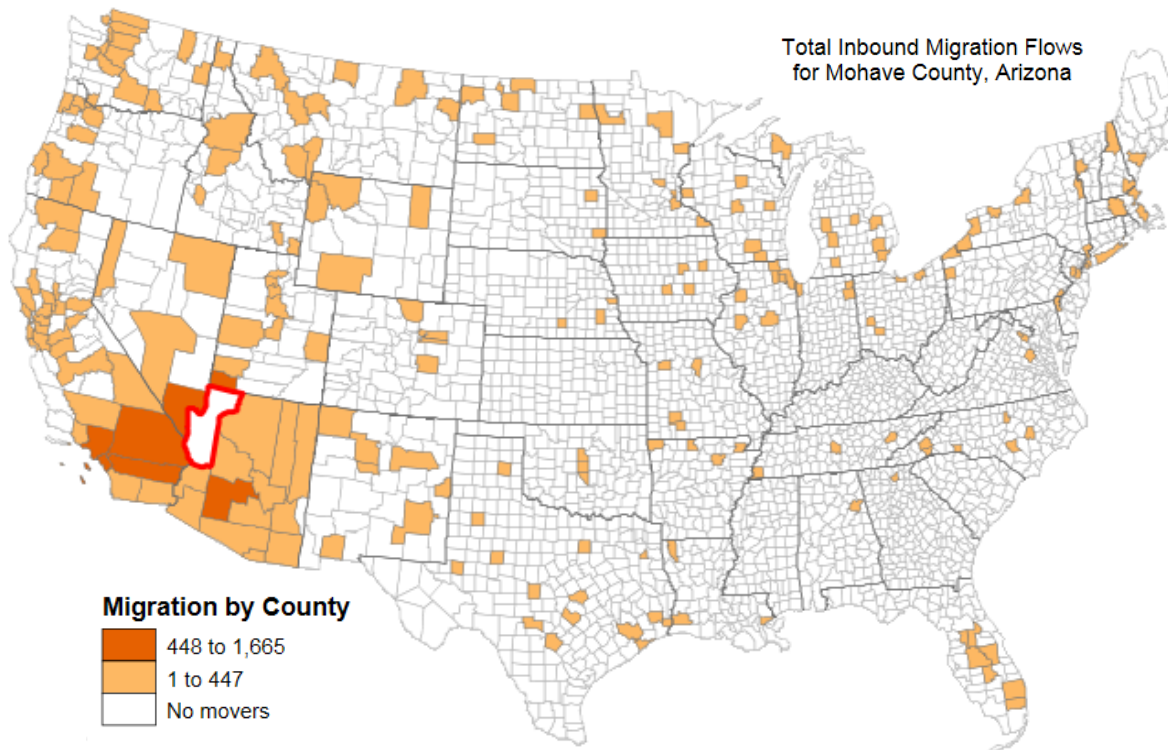 Total Inbound Migration Flows
for Mohave County, Arizona
Migration by County
448 to 1,665
1 to 447
No movers